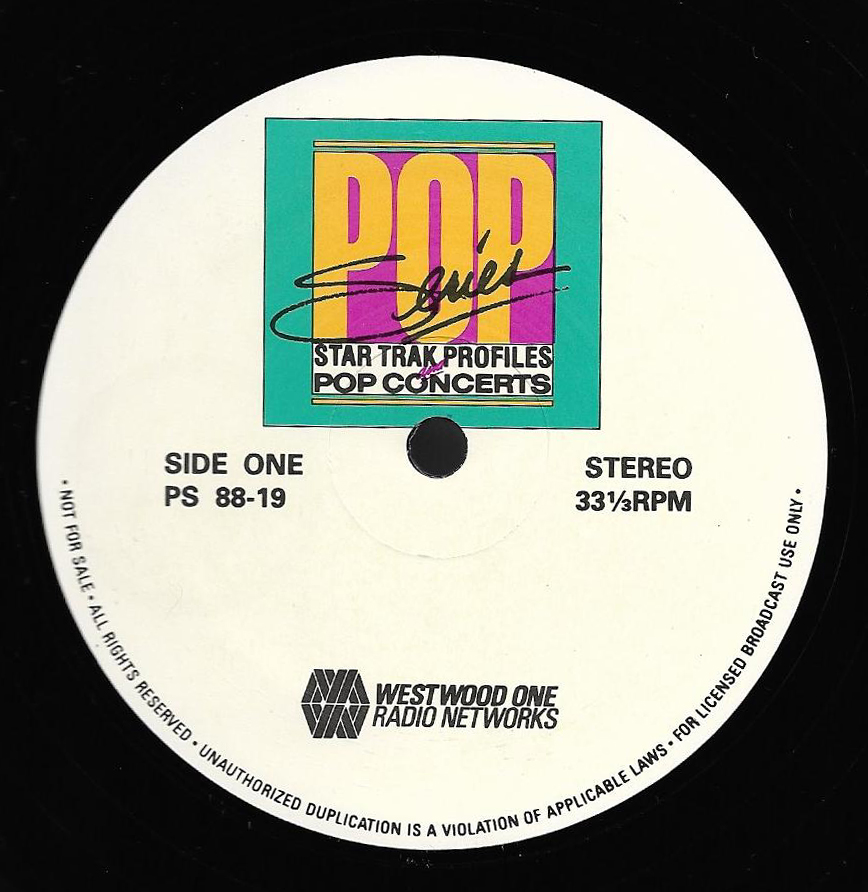 POP
Series
STAR TRAK PROFILES
and
POP CONCERTS
SIDE ONE
PS 88-19
STEREO
33⅓RPM
WESTWOOD ONE
RADIO NETWORKS
• NOT FOR SALE • ALL RIGHTS RESERVED • UNAUTHORIZED DUPLICATION IS A VIOLATION OF APPLICABLE LAWS • FOR LICENSED BROADCAST USE ONLY •